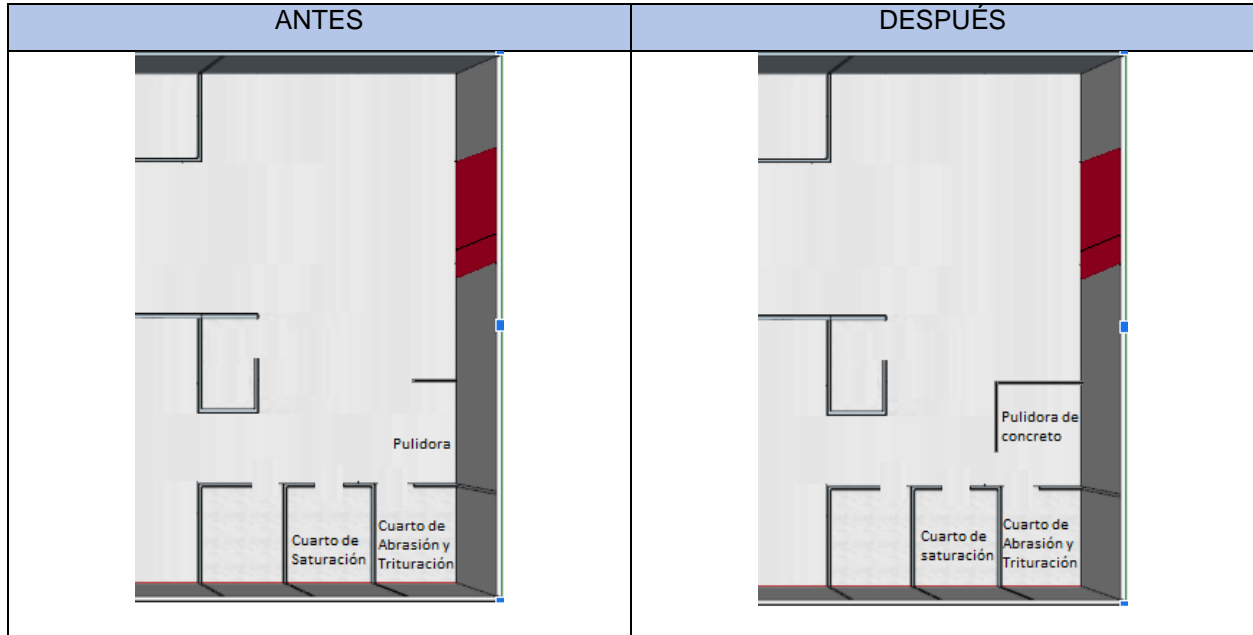 ANTES
DESPUÉS
Pulidora
Cuarto de
Saturación
Cuarto de
Abrasión y
Trituración
Pulidora de
concreto
Cuarto de
saturación
Cuarto de
Abrasión y
Trituración